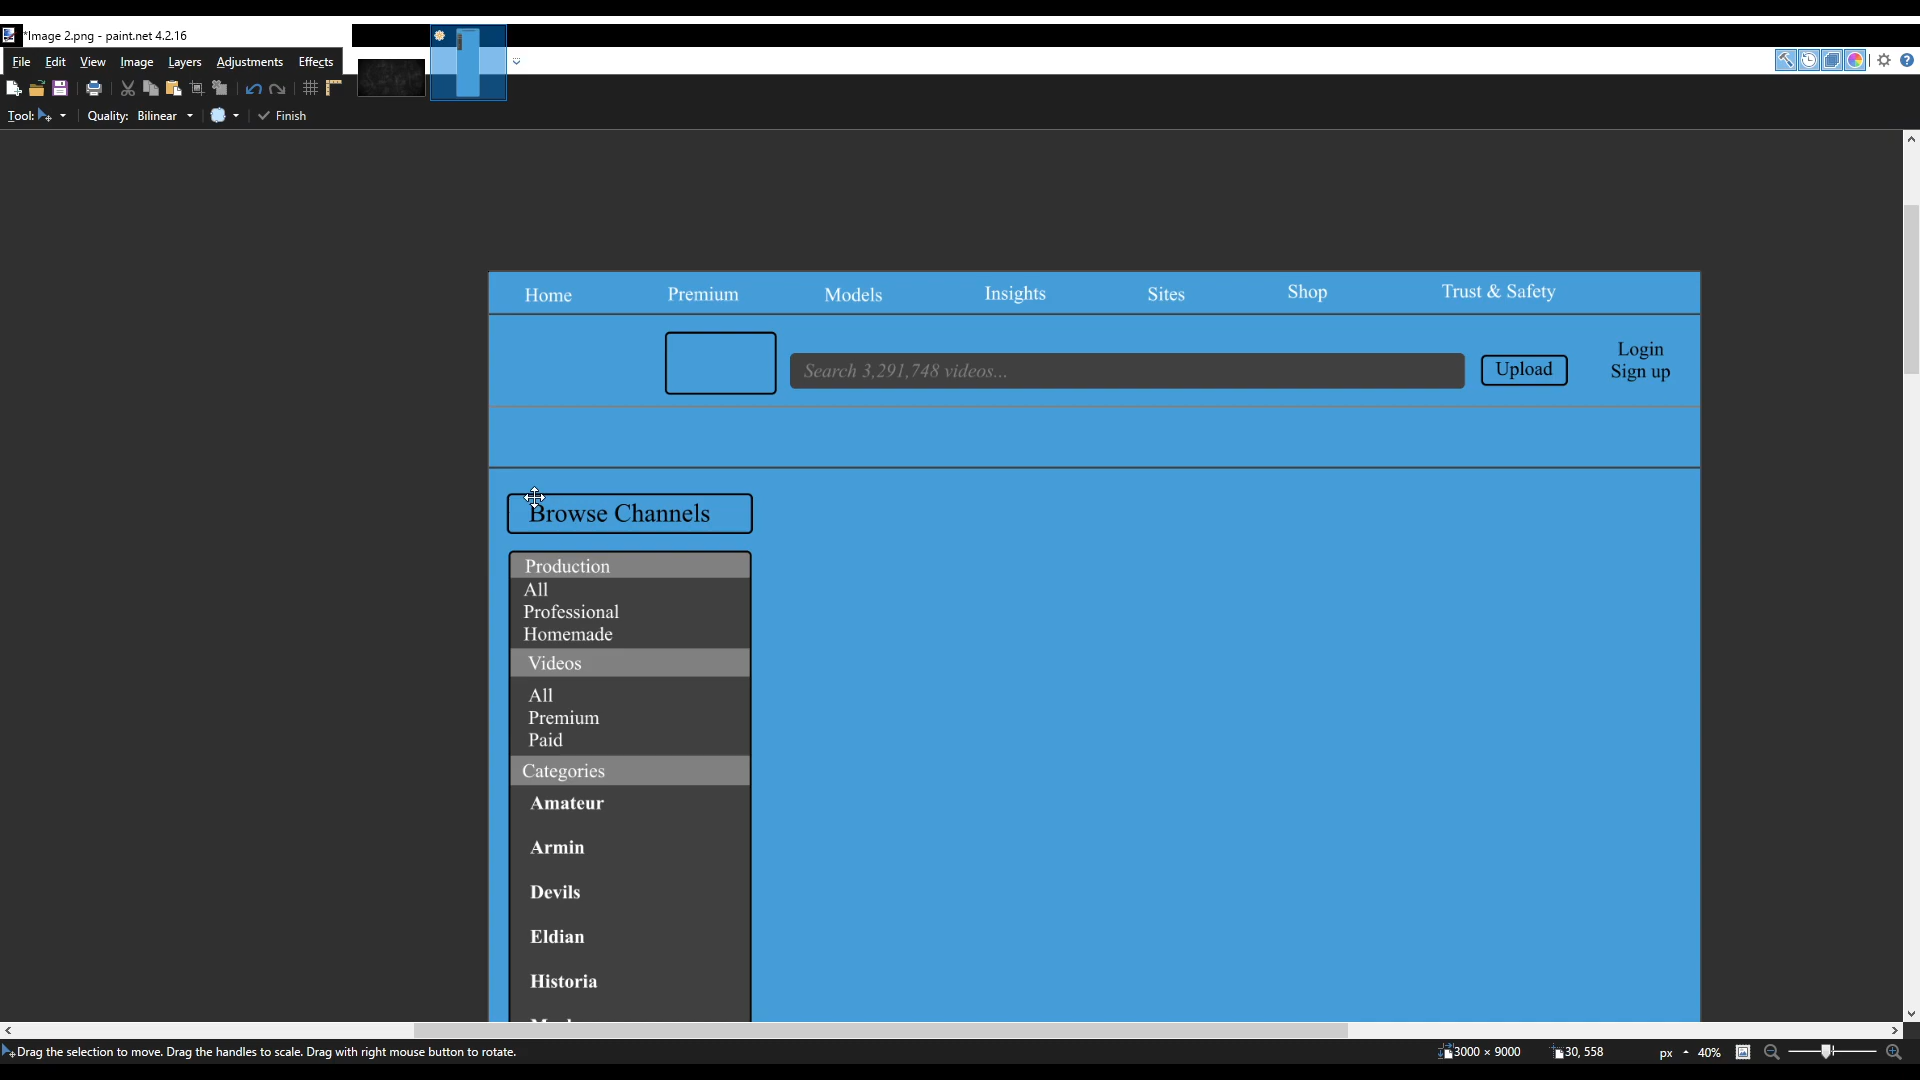 *Image 2.png - paint.net 4.2.16
File Edit View Image Layers Adjustments Effects
Tool: Quality: Bilinear Finish
Home Premium Models Insights Sites Shop Trust & Safety
Search 3,291,748 videos...
Upload
Login
Sign up
Browse Channels
Production
All
Professional
Homemade
Videos
All
Premium
Paid
Categories
Amateur
Armin
Devils
Eldian
Historia
Drag the selection to move. Drag the handles to scale. Drag with right mouse button to rotate.
3000 × 9000 30, 558 px 40%